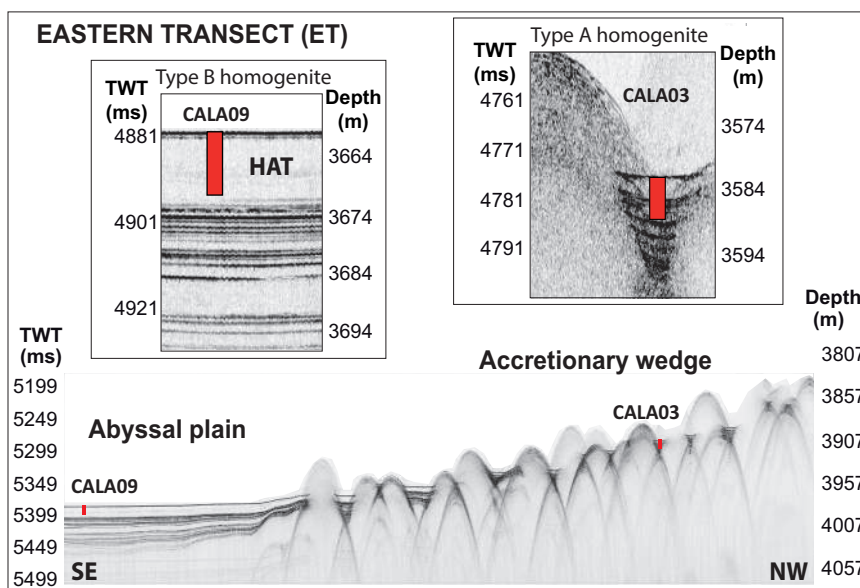 EASTERN TRANSECT (ET)
Type B homogenite
TWT
(ms)
Depth
(m)
CALA09
HAT
4881
4901
4921
3664
3674
3684
3694
Type A homogenite
TWT
(ms)
Depth
(m)
CALA03
4761
4771
4781
4791
3574
3584
3594
TWT
(ms)
Depth
(m)
Accretionary wedge
Abyssal plain
CALA03
CALA09
5199
5249
5299
5349
5399
5449
5499
3807
3857
3907
3957
4007
4057
SE
NW